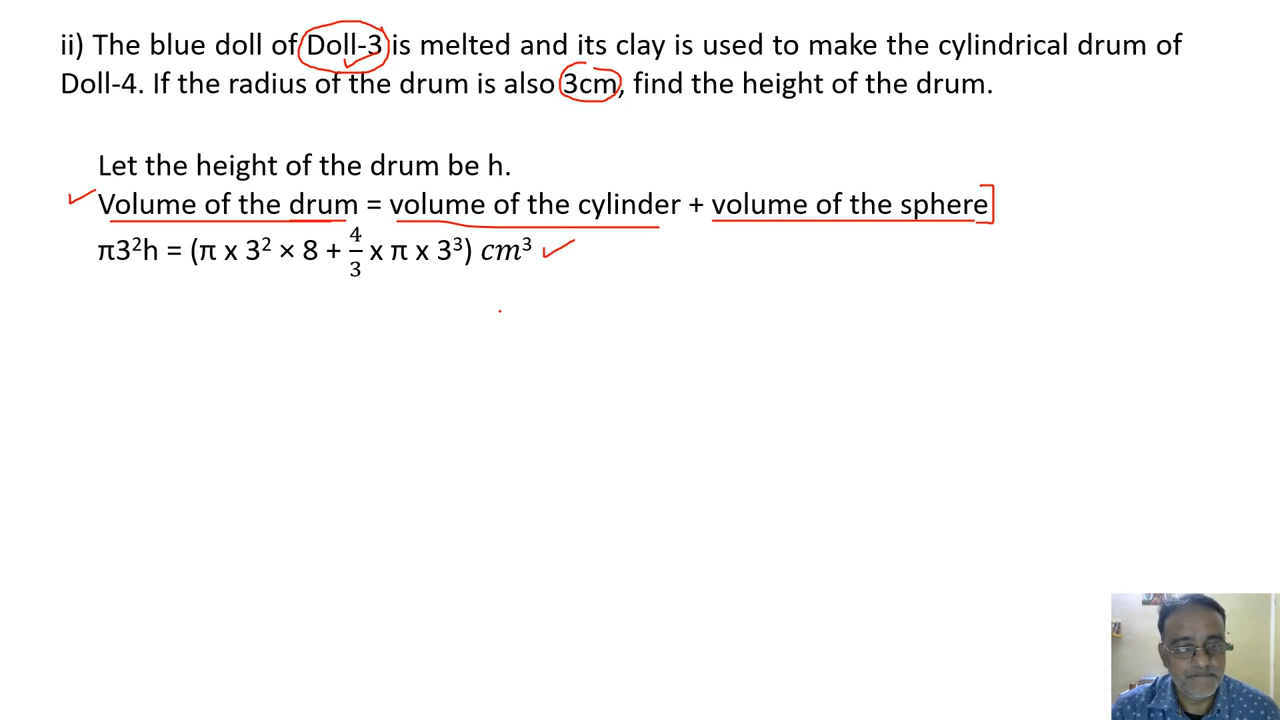 ii) The blue doll of Doll-3 is melted and its clay is used to make the cylindrical drum of
Doll-4. If the radius of the drum is also 3cm, find the height of the drum.
Let the height of the drum be h.
Volume of the drum = volume of the cylinder + volume of the sphere
π3²h = (π x 3² × 8 + 4/3 x π x 3³) cm³